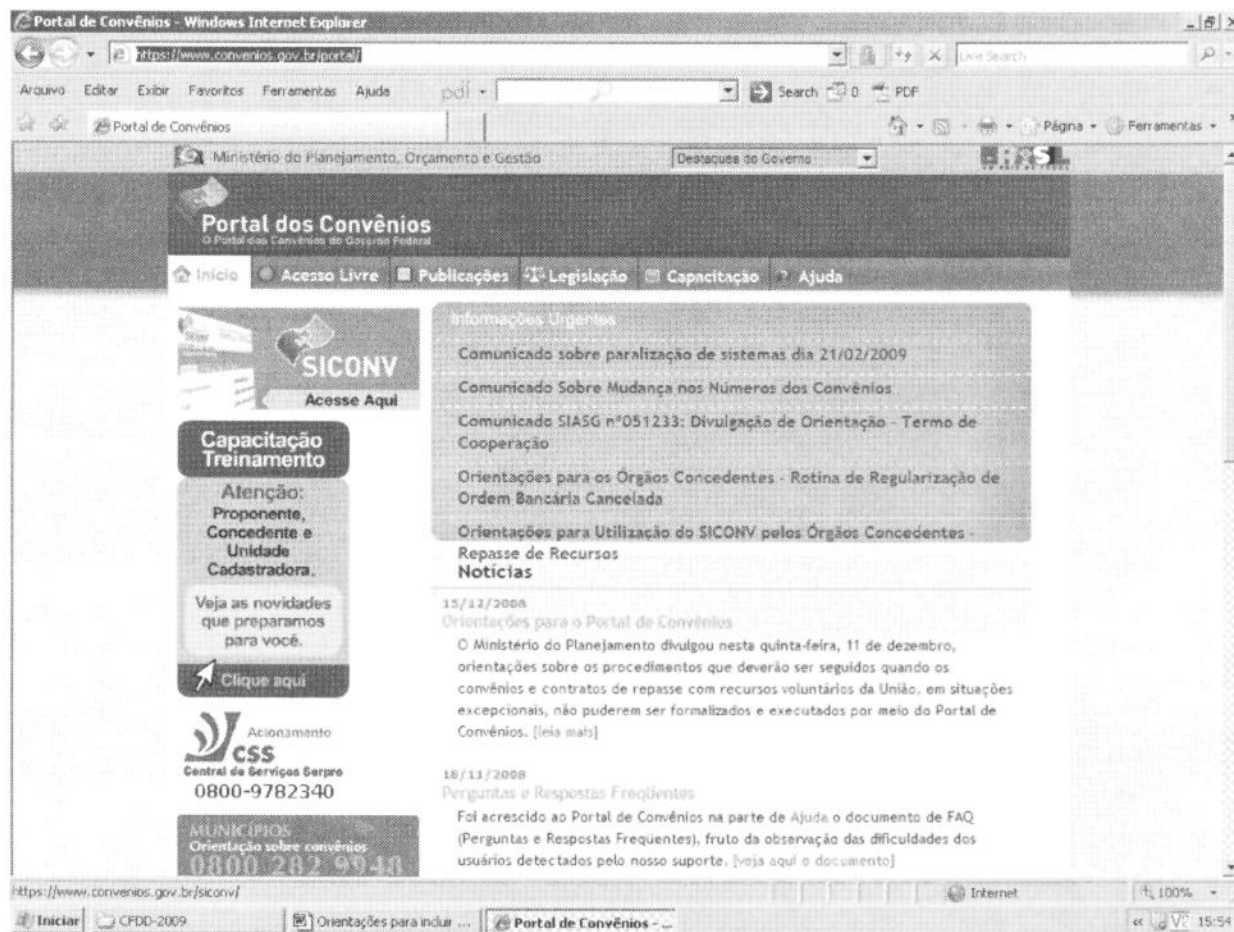 Portal de Convênios - Windows Internet Explorer
https://www.convenios.gov.br/portal/
Live Search
Arquivo Editar Exibir Favoritos Ferramentas Ajuda
pdf Search 0 PDF
Portal de Convênios
Página Ferramentas
Ministério do Planejamento, Orçamento e Gestão
Destaques do Governo
BRASIL
Portal dos Convênios
O Portal dos Convênios do Governo Federal
Início Acesso Livre Publicações Legislação Capacitação Ajuda
SICONV
Acesse Aqui
Capacitação
Treinamento
Atenção:
Proponente,
Concedente e
Unidade
Cadastradora.
Veja as novidades
que preparamos
para você.
Clique aqui
Acionamento
CSS
Central de Serviços Serpro
0800-9782340
MUNICÍPIOS
Orientação sobre convênios
0800 282 9948
Informações Urgentes
Comunicado sobre paralização de sistemas dia 21/02/2009
Comunicado Sobre Mudança nos Números dos Convênios
Comunicado SIASG nº051233: Divulgação de Orientação - Termo de
Cooperação
Orientações para os Órgãos Concedentes - Rotina de Regularização de
Ordem Bancária Cancelada
Orientações para Utilização do SICONV pelos Órgãos Concedentes -
Repasse de Recursos
Notícias
15/12/2008
Orientações para o Portal de Convênios
O Ministério do Planejamento divulgou nesta quinta-feira, 11 de dezembro,
orientações sobre os procedimentos que deverão ser seguidos quando os
convênios e contratos de repasse com recursos voluntários da União, em situações
excepcionais, não puderem ser formalizados e executados por meio do Portal de
Convênios. [leia mais]
18/11/2008
Perguntas e Respostas Freqüentes
Foi acrescido ao Portal de Convênios na parte de Ajuda o documento de FAQ
(Perguntas e Respostas Freqüentes), fruto da observação das dificuldades dos
usuários detectados pelo nosso suporte. [veja aqui o documento]
https://www.convenios.gov.br/siconv/
Internet 100%
Iniciar CFDD-2009 Orientações para incluir ... Portal de Convênios - ... 15:54